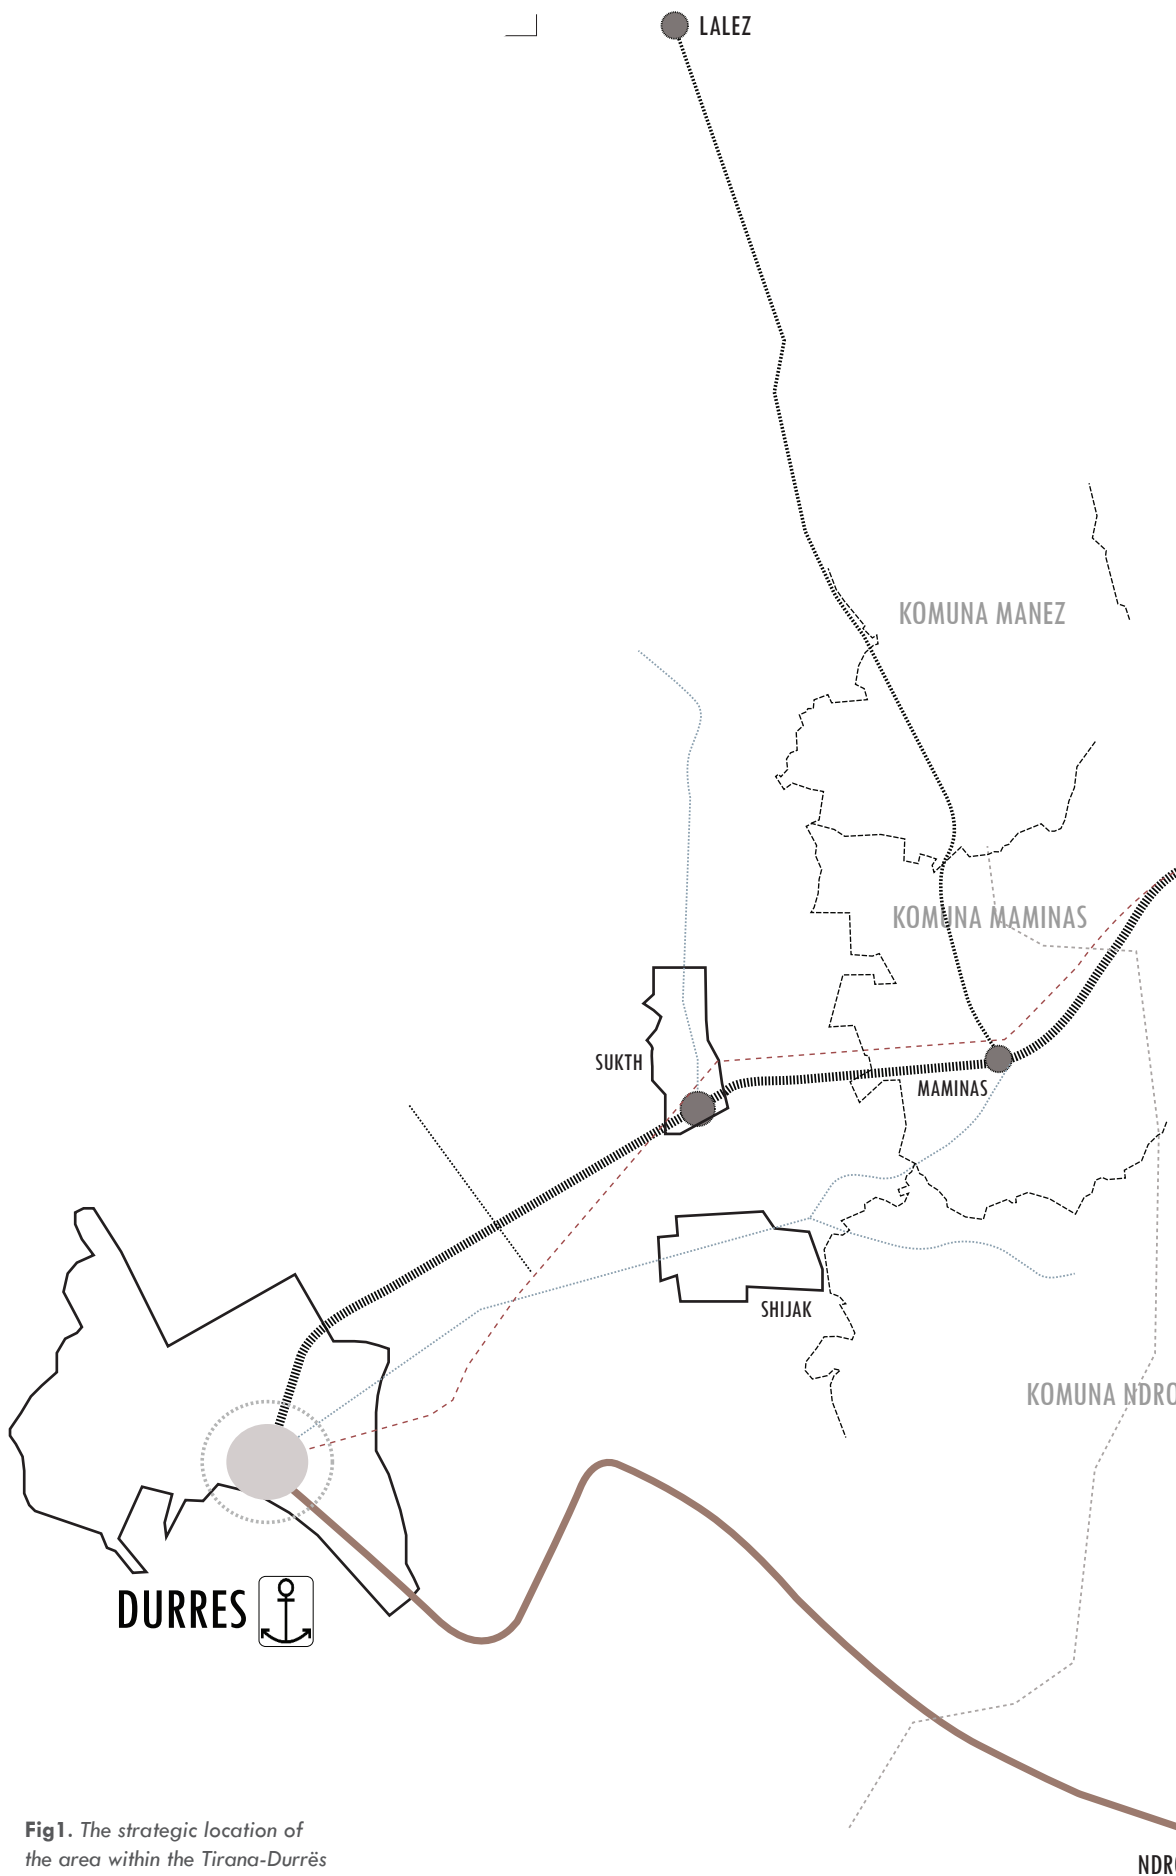 LALEZ
KOMUNA MANEZ
KOMUNA MAMINAS
SUKTH
MAMINAS
SHIJAK
KOMUNA NDRO
DURRES
Fig1. The strategic location of
the area within the Tirana-Durrës
NDRO